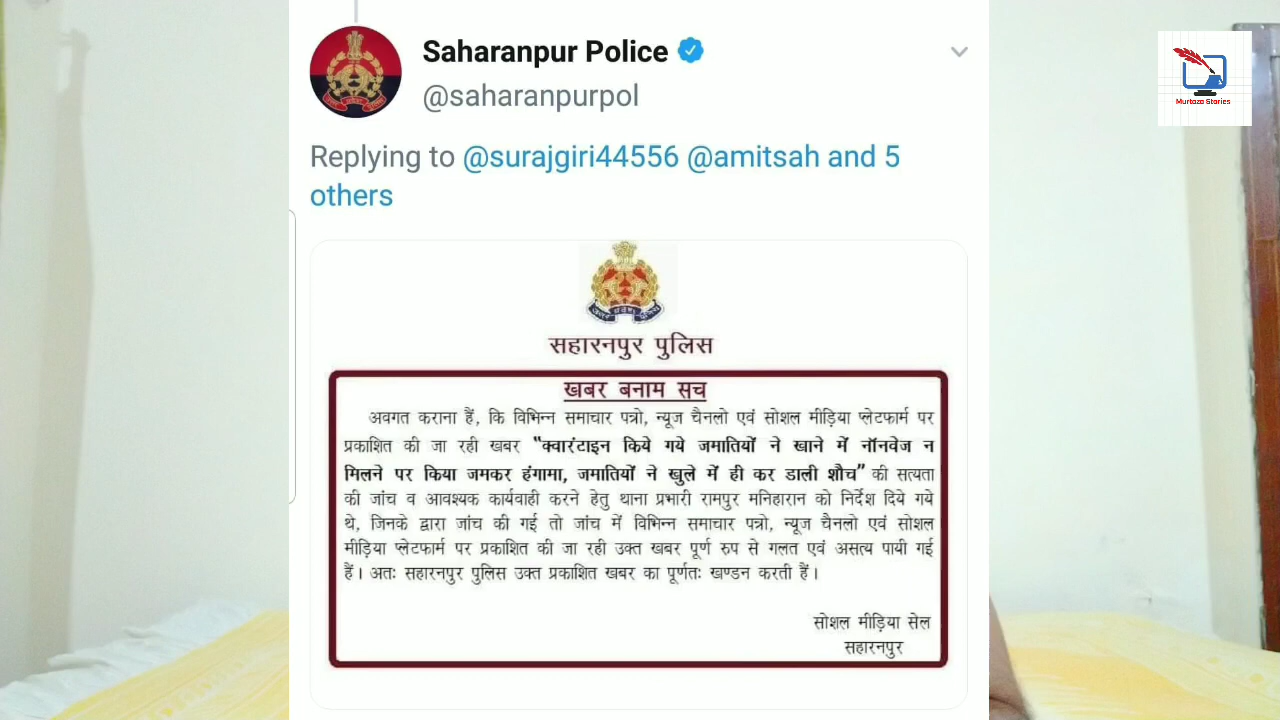 Saharanpur Police
@saharanpurpol
Murtaza Stories
Replying to @surajgiri44556 @amitsah and 5
others
सहारनपुर पुलिस
खबर बनाम सच
अवगत कराना हैं, कि विभिन्न समाचार पत्रो, न्यूज चैनलो एवं सोशल मीडिया प्लेटफार्म पर
प्रकाशित की जा रही खबर "क्वारंटाइन किये गये जमातियों ने खाने में नॉनवेज न
मिलने पर किया जमकर हंगामा, जमातियों ने खुले में ही कर डाली शौच" की सत्यता
की जांच व आवश्यक कार्यवाही करने हेतु थाना प्रभारी रामपुर मनिहारान को निर्देश दिये गये
थे, जिनके द्वारा जांच की गई तो जांच में विभिन्न समाचार पत्रो, न्यूज चैनलो एवं सोशल
मीड़िया प्लेटफार्म पर प्रकाशित की जा रही उक्त खबर पूर्ण रुप से गलत एवं असत्य पायी गई
हैं। अतः सहारनपुर पुलिस उक्त प्रकाशित खबर का पूर्णतः खण्डन करती हैं।
सोशल मीड़िया सेल
सहारनपुर